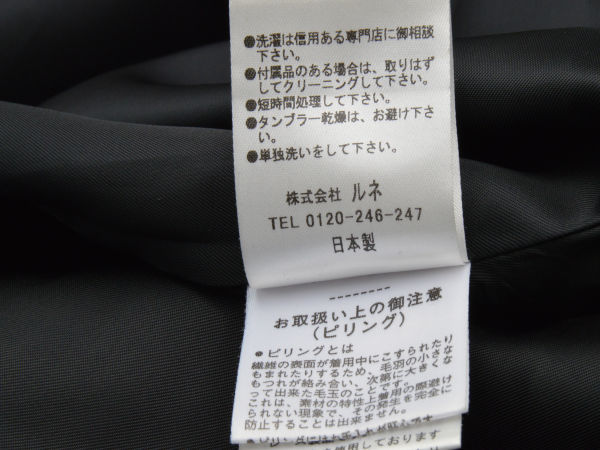 ●洗濯は信用ある専門店に御相談
下さい。
●付属品のある場合は、取りはず
してクリーニングして下さい。
●短時間処理して下さい。
●タンブラー乾燥は、お避け下さ
い。
●単独洗いをして下さい。
株式会社 ルネ
TEL 0120-246-247
日本製
--------
お取扱い上の御注意
(ピリング)
●ピリングとは
繊維の表面が着用中にこすられたり
もまれたりするため、毛羽の小さな
もつれが絡み合い、次第に大きくな
って出来た毛玉のことです。
これは、素材の特性上着用の際避け
られない現象で、その発生を完全に
防止することは出来ません。
使用しております